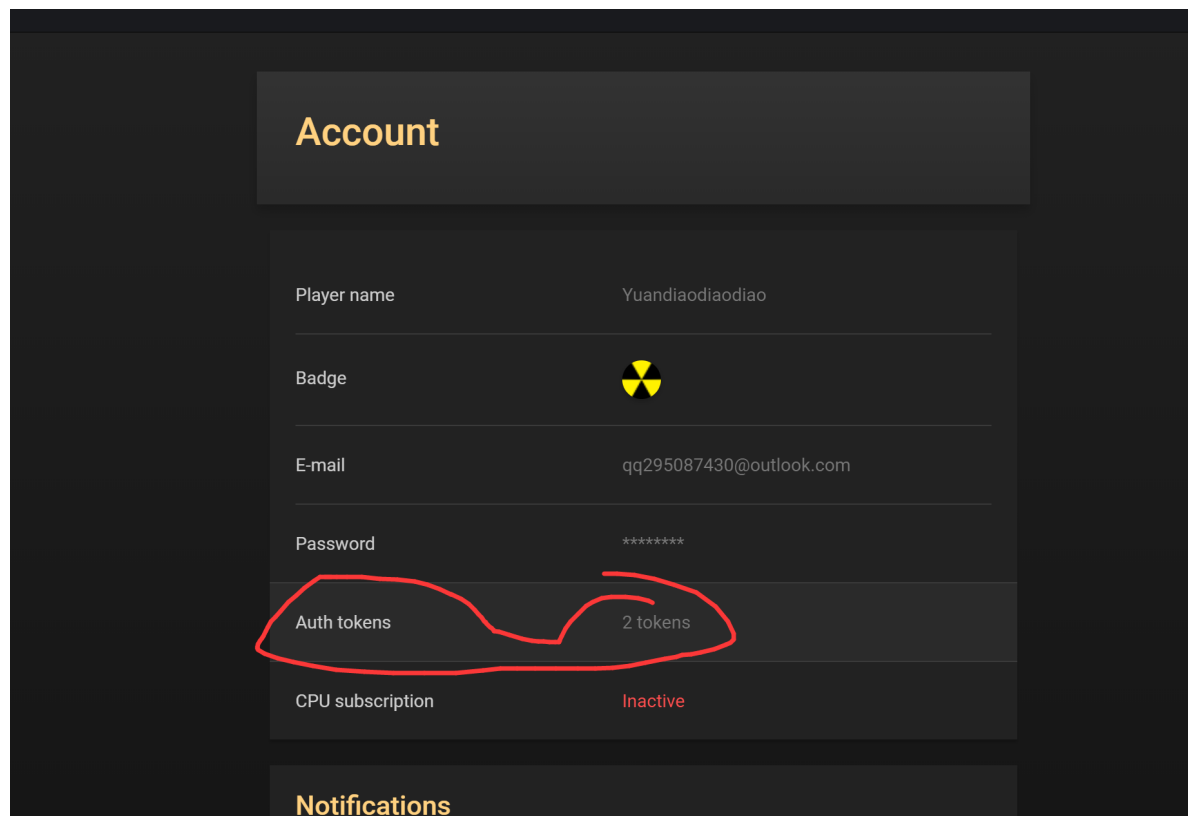 Account
Player name Yuandiaodiaodiao
Badge
E-mail qq295087430@outlook.com
Password ********
Auth tokens 2 tokens
CPU subscription Inactive
Notifications